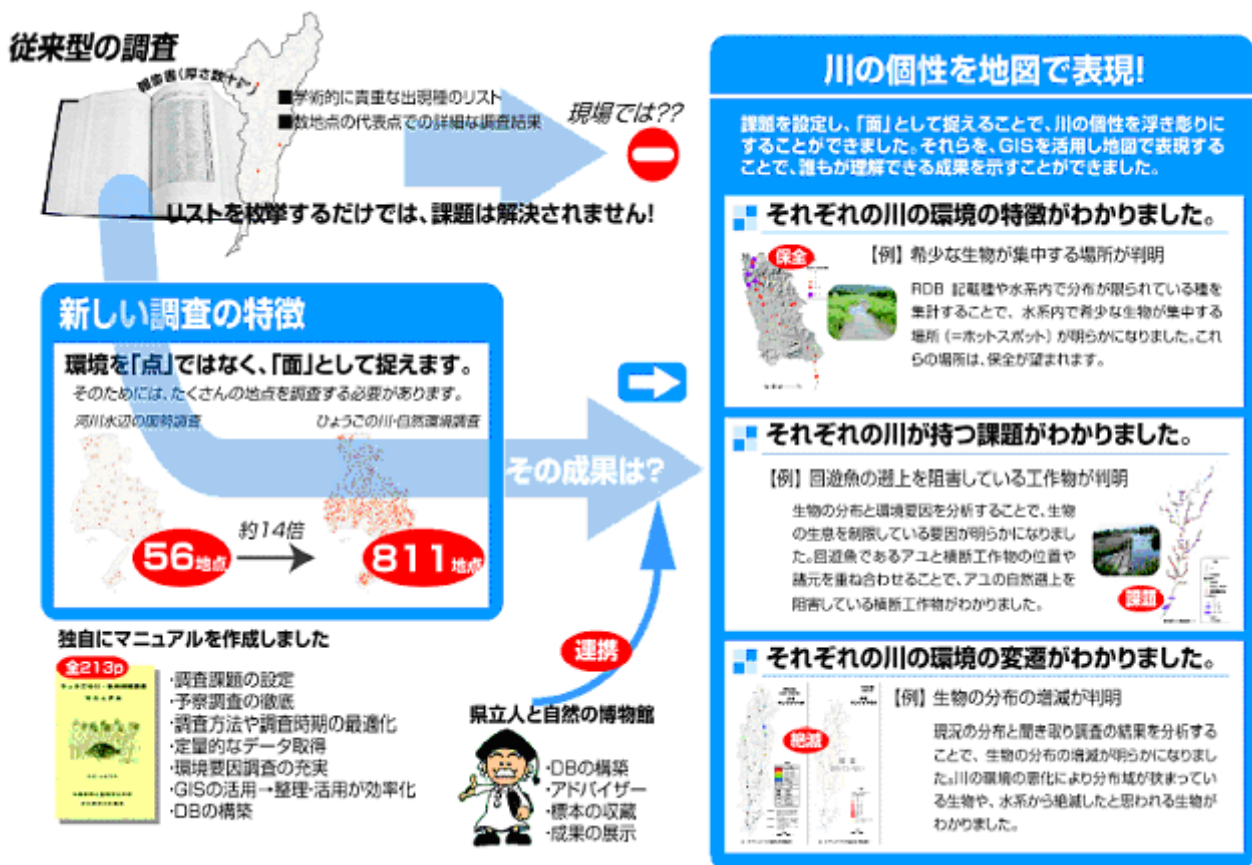 従来型の調査
報告書(厚さ数十㌢)
■学術的に貴重な出現種のリスト
■数地点の代表点での詳細な調査結果
現場では??
リストを枚挙するだけでは、課題は解決されません!
新しい調査の特徴
環境を「点」ではなく、「面」として捉えます。
そのためには、たくさんの地点を調査する必要があります。
河川水辺の国勢調査
ひょうごの川・自然環境調査
56地点
約14倍
811地点
その成果は?
独自にマニュアルを作成しました
全213p
・調査課題の設定
・予察調査の徹底
・調査方法や調査時期の最適化
・定量的なデータ取得
・環境要因調査の充実
・GISの活用→整理・活用が効率化
・DBの構築
連携
県立人と自然の博物館
・DBの構築
・アドバイザー
・標本の収蔵
・成果の展示
川の個性を地図で表現!
課題を設定し、「面」として捉えることで、川の個性を浮き彫りに
することができました。それらを、GISを活用し地図で表現する
ことで、誰もが理解できる成果を示すことができました。
それぞれの川の環境の特徴がわかりました。
保全
【例】希少な生物が集中する場所が判明
RDB 記載種や水系内で分布が限られている種を
集計することで、水系内で希少な生物が集中する
場所(=ホットスポット)が明らかになりました。これ
らの場所は、保全が望まれます。
それぞれの川が持つ課題がわかりました。
【例】回遊魚の遡上を阻害している工作物が判明
生物の分布と環境要因を分析することで、生物
の生息を制限している要因が明らかになりまし
た。回遊魚であるアユと横断工作物の位置や
諸元を重ね合わせることで、アユの自然遡上を
阻害している横断工作物がわかりました。
課題
それぞれの川の環境の変遷がわかりました。
絶滅
【例】生物の分布の増減が判明
現況の分布と聞き取り調査の結果を分析するこ
とで、生物の分布の増減が明らかになりまし
た。川の環境の悪化により分布域が狭まってい
る生物や、水系から絶滅したと思われる生物が
わかりました。